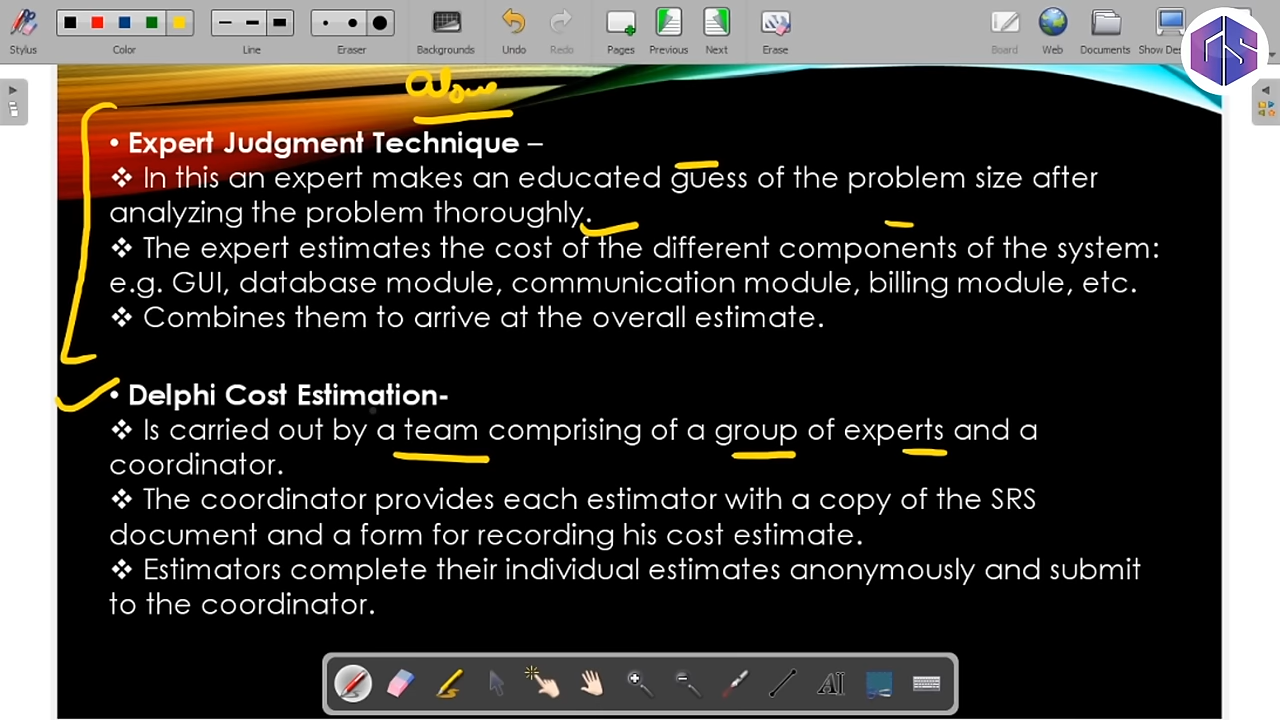 Stylus Color Line Eraser Backgrounds Undo Redo Pages Previous Next Erase Board Web Documents
• Expert Judgment Technique –
❖ In this an expert makes an educated guess of the problem size after
analyzing the problem thoroughly.
❖ The expert estimates the cost of the different components of the system:
e.g. GUI, database module, communication module, billing module, etc.
❖ Combines them to arrive at the overall estimate.
• Delphi Cost Estimation-
❖ Is carried out by a team comprising of a group of experts and a
coordinator.
❖ The coordinator provides each estimator with a copy of the SRS
document and a form for recording his cost estimate.
❖ Estimators complete their individual estimates anonymously and submit
to the coordinator.